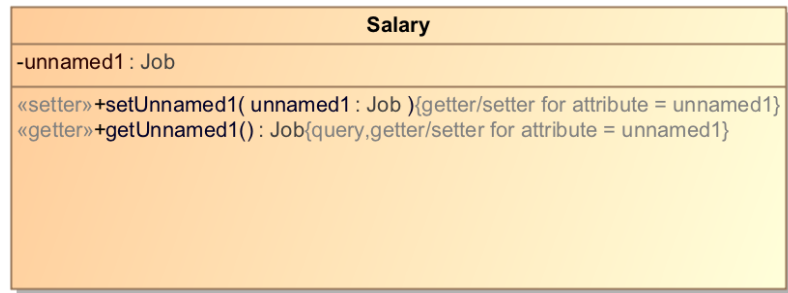 Salary
-unnamed1 : Job
«setter»+setUnnamed1( unnamed1 : Job ){getter/setter for attribute = unnamed1}
«getter»+getUnnamed1() : Job{query,getter/setter for attribute = unnamed1}